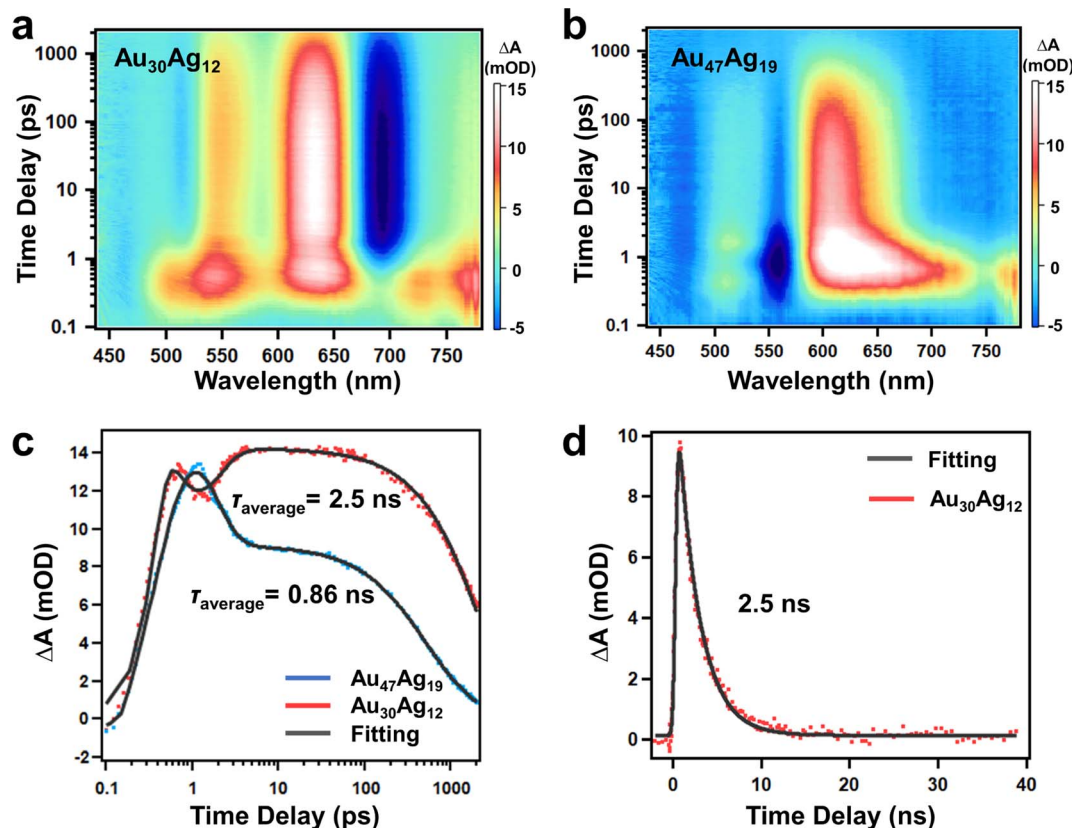 a
Au30Ag12
1000
100
10
1
0.1
Time Delay (ps)
450 500 550 600 650 700 750
Wavelength (nm)
ΔA
(mOD)
15
10
5
0
-5
b
Au47Ag19
1000
100
10
1
0.1
Time Delay (ps)
450 500 550 600 650 700 750
Wavelength (nm)
ΔA
(mOD)
15
10
5
0
-5
c
14
12
10
8
6
4
2
0
-2
ΔA (mOD)
τaverage= 2.5 ns
τaverage= 0.86 ns
Au47Ag19
Au30Ag12
Fitting
0.1 1 10 100 1000
Time Delay (ps)
d
10
8
6
4
2
0
ΔA (mOD)
Fitting
Au30Ag12
2.5 ns
0 10 20 30 40
Time Delay (ns)